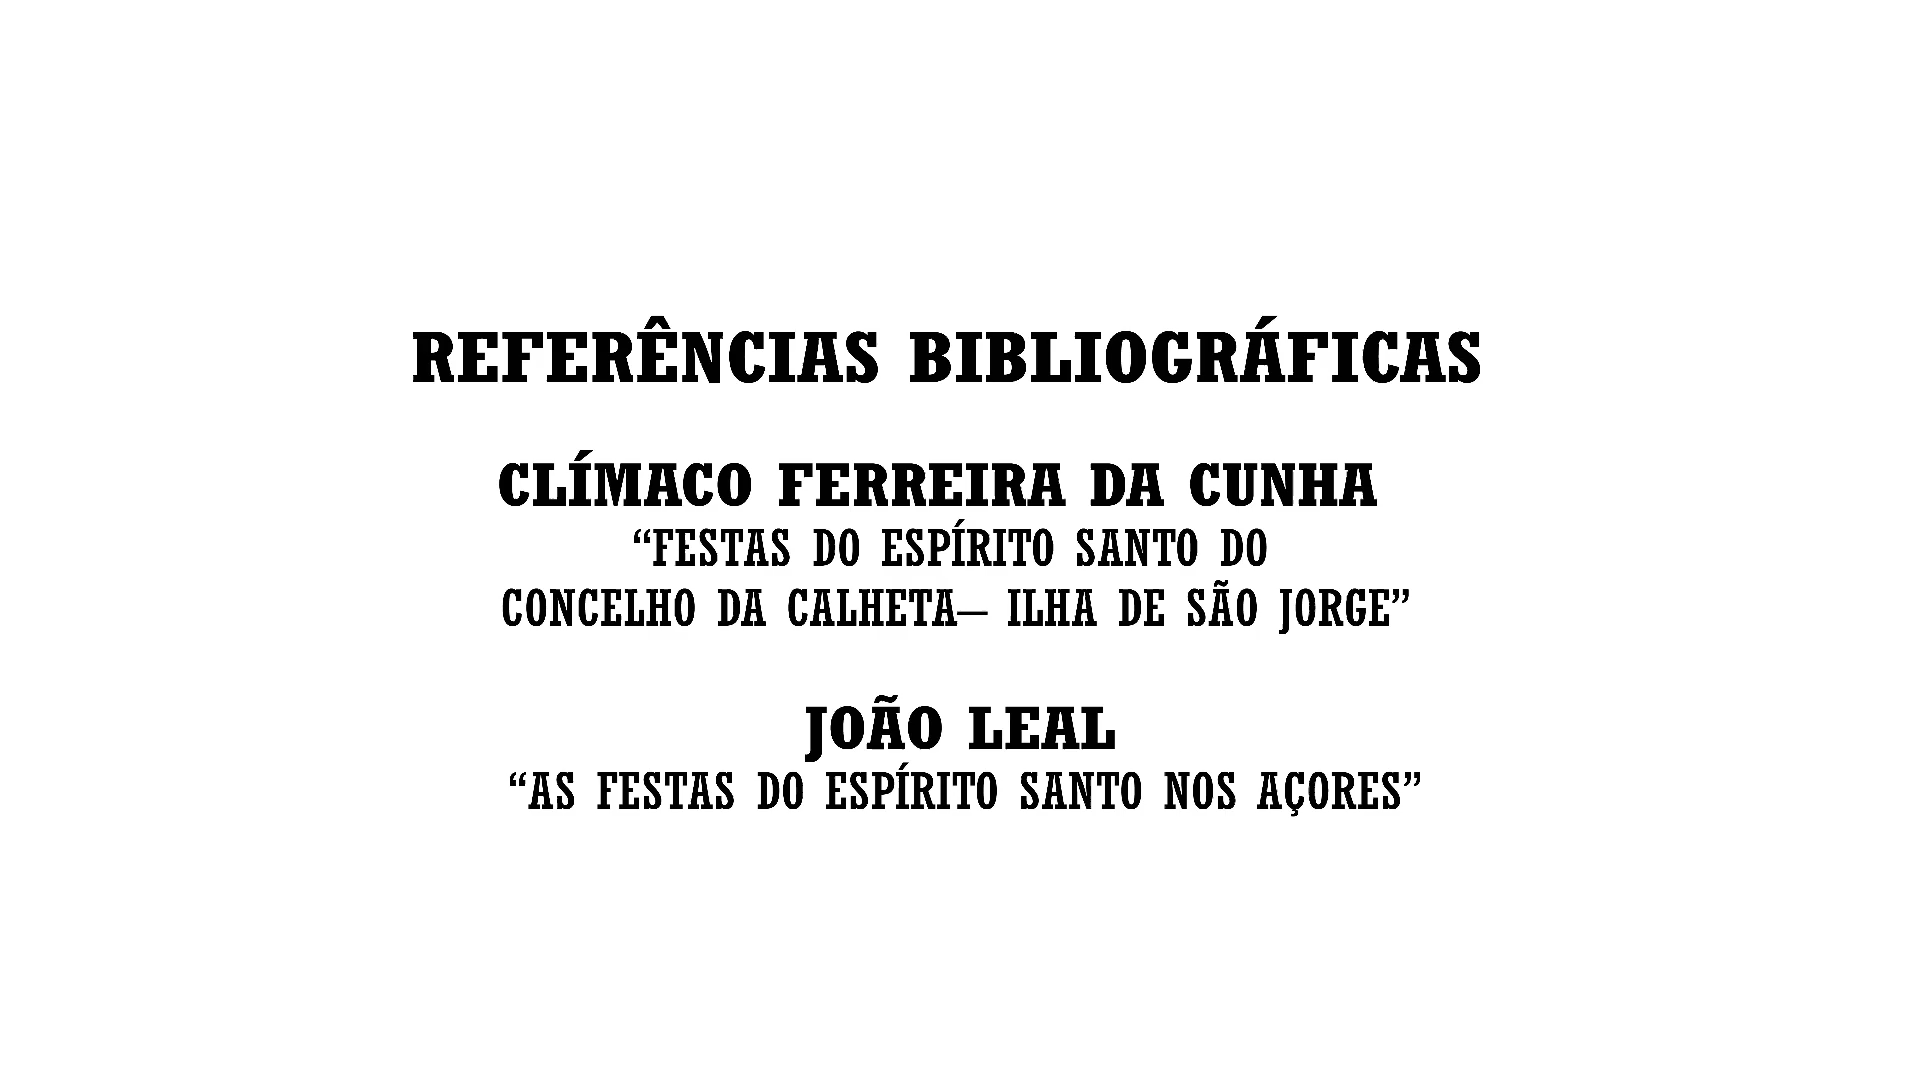 REFERÊNCIAS BIBLIOGRÁFICAS
CLÍMACO FERREIRA DA CUNHA
“FESTAS DO ESPÍRITO SANTO DO
CONCELHO DA CALHETA— ILHA DE SÃO JORGE”
JOÃO LEAL
“AS FESTAS DO ESPÍRITO SANTO NOS AÇORES”